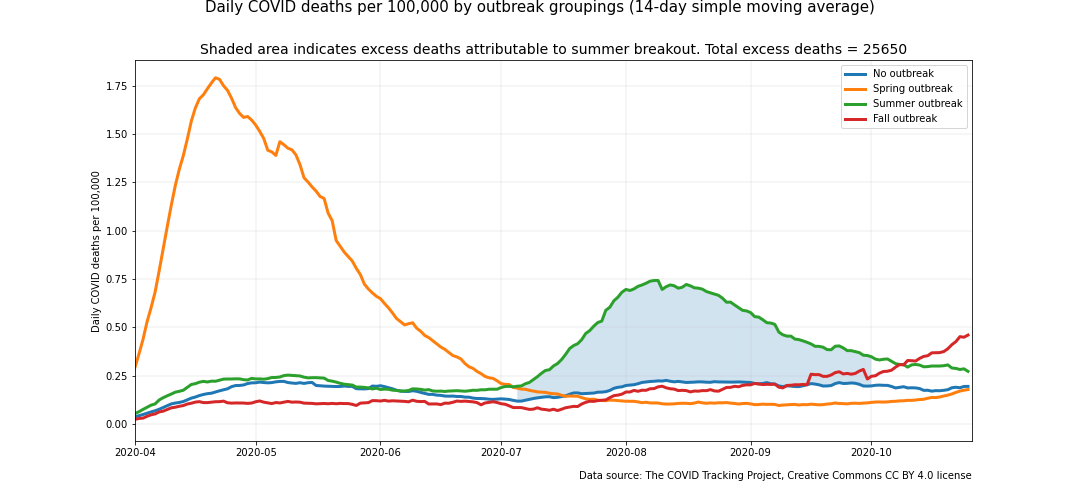 Daily COVID deaths per 100,000 by outbreak groupings (14-day simple moving average)
Shaded area indicates excess deaths attributable to summer breakout. Total excess deaths = 25650
No outbreak
Spring outbreak
Summer outbreak
Fall outbreak
Daily COVID deaths per 100,000
1.75
1.50
1.25
1.00
0.75
0.50
0.25
0.00
2020-04 2020-05 2020-06 2020-07 2020-08 2020-09 2020-10
Data source: The COVID Tracking Project, Creative Commons CC BY 4.0 license